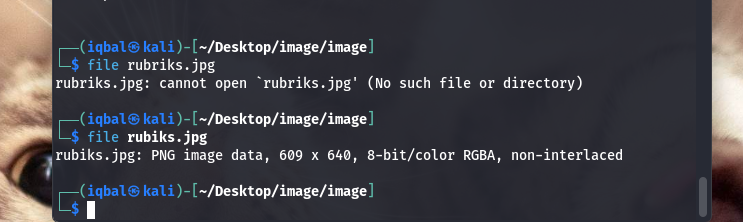 ┌──(iqbal㉿kali)-[~/Desktop/image/image]
└─$ file rubriks.jpg
rubriks.jpg: cannot open `rubriks.jpg' (No such file or directory)
┌──(iqbal㉿kali)-[~/Desktop/image/image]
└─$ file rubiks.jpg
rubiks.jpg: PNG image data, 609 x 640, 8-bit/color RGBA, non-interlaced
┌──(iqbal㉿kali)-[~/Desktop/image/image]
└─$